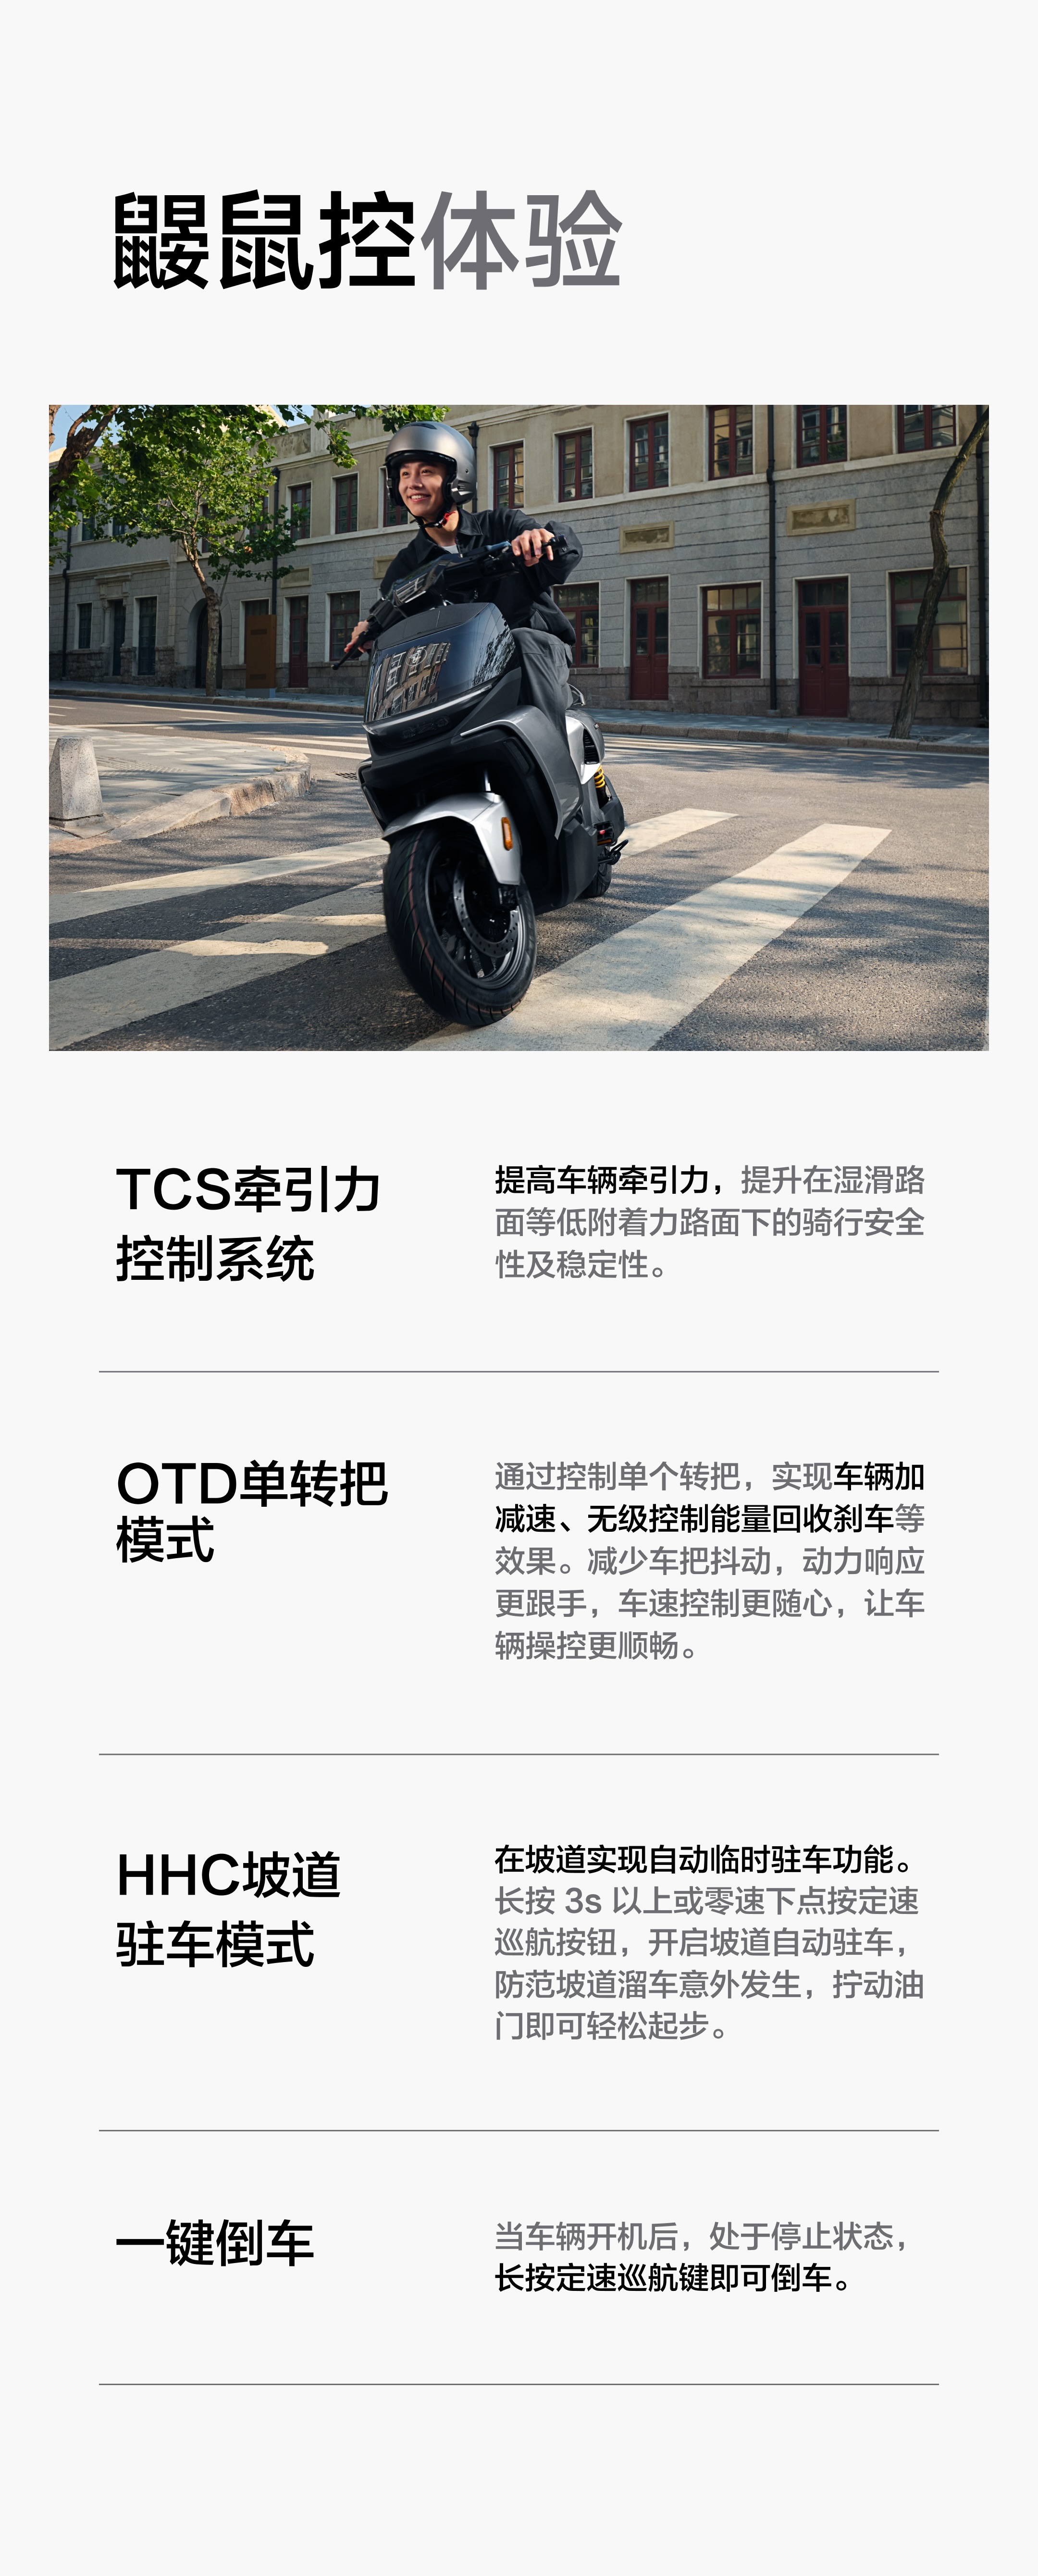 鼹鼠控体验
TCS牵引力
控制系统
提高车辆牵引力，提升在湿滑路
面等低附着力路面下的骑行安全
性及稳定性。
OTD单转把
模式
通过控制单个转把，实现车辆加
减速、无级控制能量回收刹车等
效果。减少车把抖动，动力响应
更跟手，车速控制更随心，让车
辆操控更顺畅。
HHC坡道
驻车模式
在坡道实现自动临时驻车功能。
长按 3s 以上或零速下点按定速
巡航按钮，开启坡道自动驻车，
防范坡道溜车意外发生，拧动油
门即可轻松起步。
一键倒车
当车辆开机后，处于停止状态，
长按定速巡航键即可倒车。